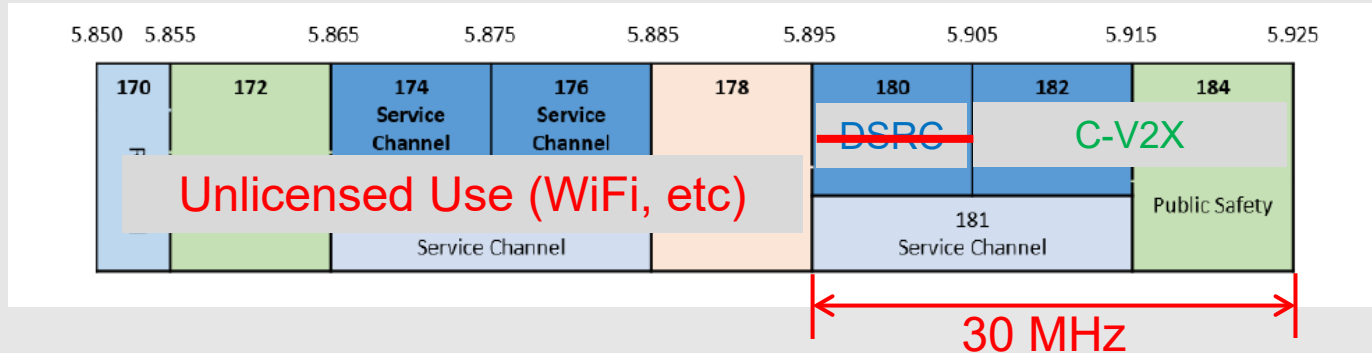 5.850 5.855 5.865 5.875 5.885 5.895 5.905 5.915 5.925
170 172 174 176 178 180 182 184
Service Service
Channel Channel
DSRC C-V2X
Unlicensed Use (WiFi, etc)
Public Safety
181
Service Channel Service Channel
30 MHz